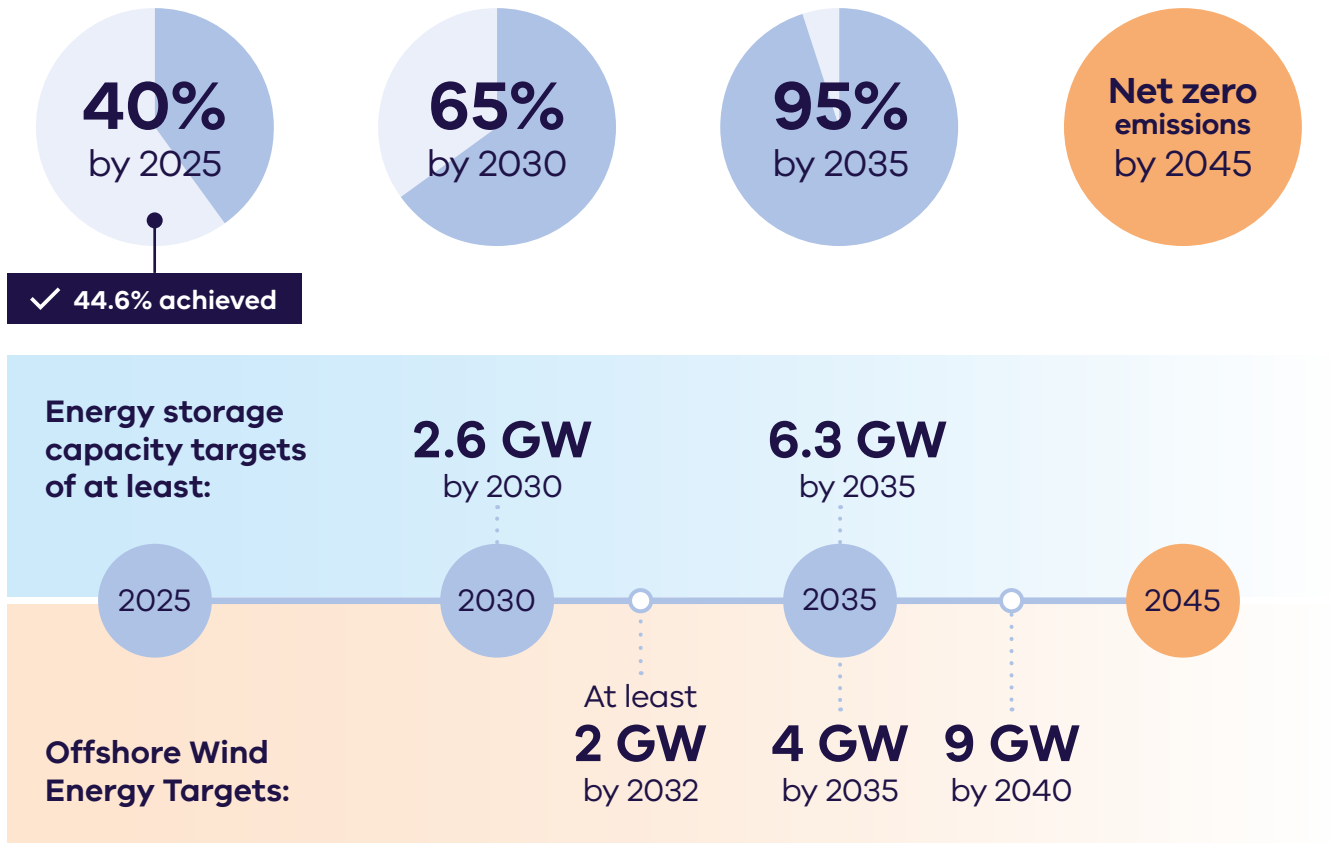 40%
by 2025
65%
by 2030
95%
by 2035
Net zero
emissions
by 2045
44.6% achieved
Energy storage
capacity targets
of at least:
2.6 GW
by 2030
6.3 GW
by 2035
2025
2030
2035
2045
Offshore Wind
Energy Targets:
At least
2 GW
by 2032
4 GW
by 2035
9 GW
by 2040